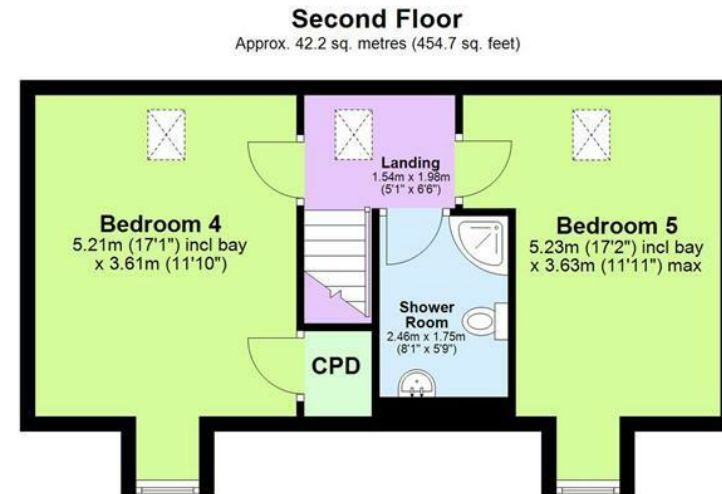 Second Floor
Approx. 42.2 sq. metres (454.7 sq. feet)
Landing
1.54m x 1.98m
(5'1" x 6'6")
Bedroom 4
5.21m (17'1") incl bay
x 3.61m (11'10")
Bedroom 5
5.23m (17'2") incl bay
x 3.63m (11'11") max
Shower
Room
2.46m x 1.75m
(8'1" x 5'9")
CPD